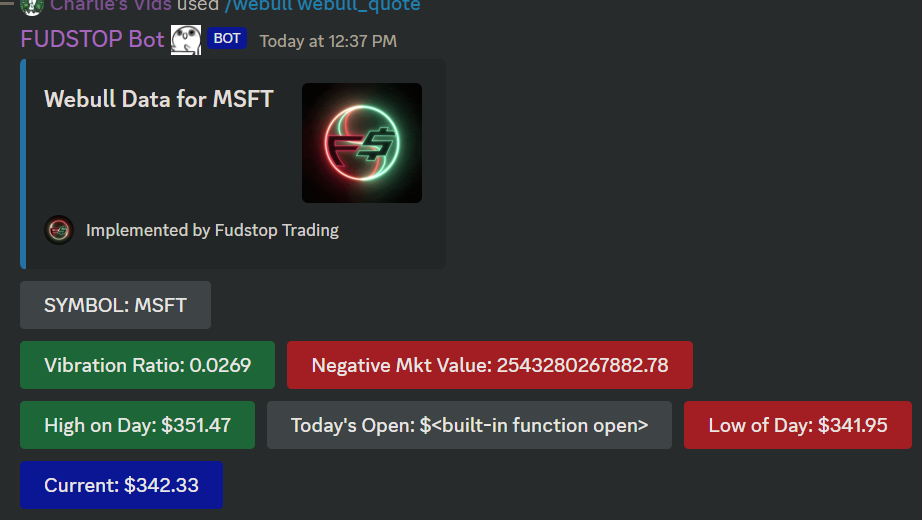 Charlie's Vids used /webull webull_quote
FUDSTOP Bot BOT Today at 12:37 PM
Webull Data for MSFT
F$
Implemented by Fudstop Trading
SYMBOL: MSFT
Vibration Ratio: 0.0269 Negative Mkt Value: 2543280267882.78
High on Day: $351.47 Today's Open: $<built-in function open> Low of Day: $341.95
Current: $342.33